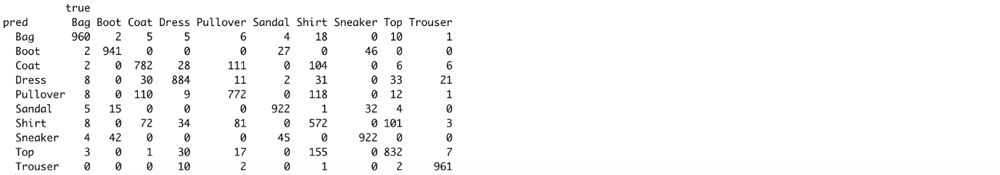 true
pred Bag Boot Coat Dress Pullover Sandal Shirt Sneaker Top Trouser
Bag 960 2 5 5 6 4 18 0 10 1
Boot 2 941 0 0 0 27 0 46 0 0
Coat 2 0 782 28 111 0 104 0 6 6
Dress 8 0 30 884 11 2 31 0 33 21
Pullover 8 0 110 9 772 0 118 0 12 1
Sandal 5 15 0 0 0 922 1 32 4 0
Shirt 8 0 72 34 81 0 572 0 101 3
Sneaker 4 42 0 0 0 45 0 922 0 0
Top 3 0 1 30 17 0 155 0 832 7
Trouser 0 0 0 10 2 0 1 0 2 961